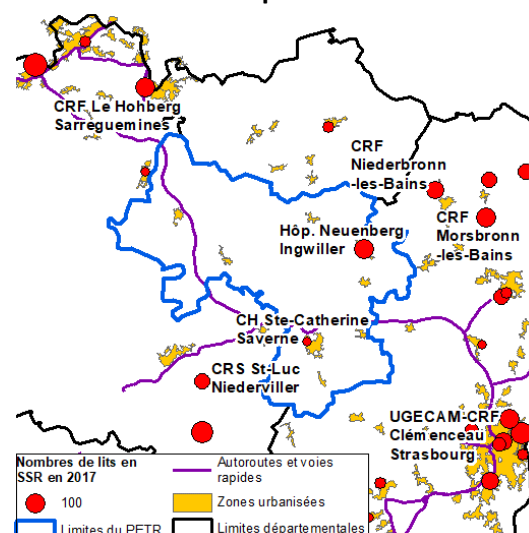 CRF Le Hohberg
Sarreguemines
CRF
Niederbronn
-les-Bains
CRF
Morsbronn
-les-Bains
Hôp. Neuenberg
Ingwiller
CH Ste-Catherine
Saverne
CRS St-Luc
Niederviller
UGECAM-CRF
Clémenceau
Strasbourg
Nombres de lits en
SSR en 2017
100
Limites du PETR
Autoroutes et voies
rapides
Zones urbanisées
Limites départementales